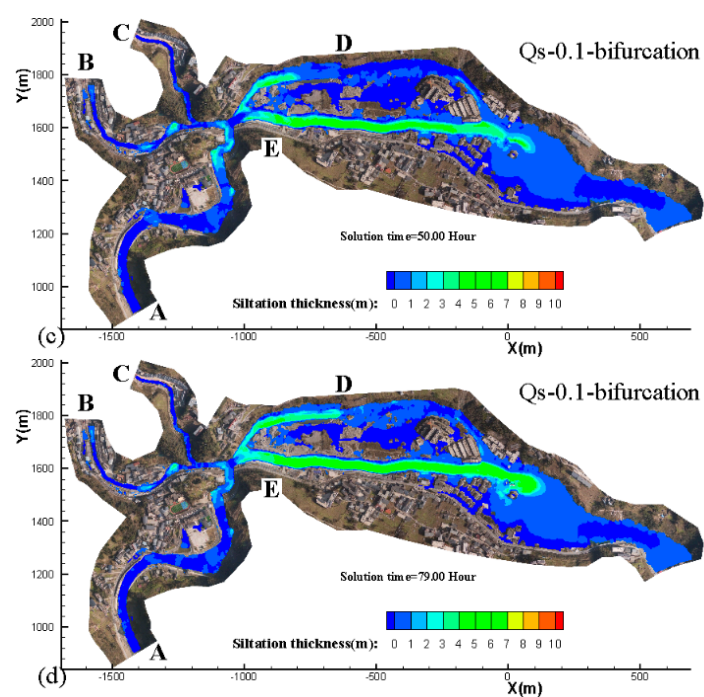 2000
C
D
Qs-0.1-bifurcation
B
1800
Y(m)
1600
E
1400
1200
Solution time=50.00 Hour
1000
A
Siltation thickness(m): 0 1 2 3 4 5 6 7 8 9 10
(c)
-1500 -1000 -500 0 500
X(m)
2000
C
D
Qs-0.1-bifurcation
B
1800
Y(m)
1600
E
1400
1200
Solution time=79.00 Hour
1000
A
Siltation thickness(m): 0 1 2 3 4 5 6 7 8 9 10
(d)
-1500 -1000 -500 0 500
X(m)